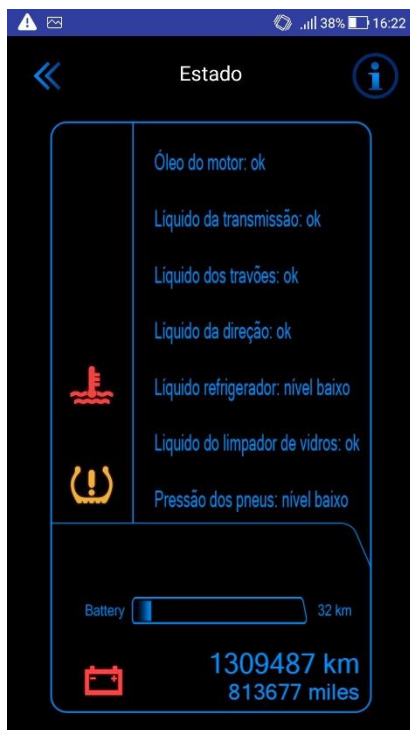 38% 16:22
Estado
Óleo do motor: ok
Liquido da transmissão: ok
Líquido dos travões: ok
Liquido da direção: ok
Líquido refrigerador: nível baixo
Liquido do limpador de vidros: ok
Pressão dos pneus: nível baixo
Battery 32 km
1309487 km
813677 miles